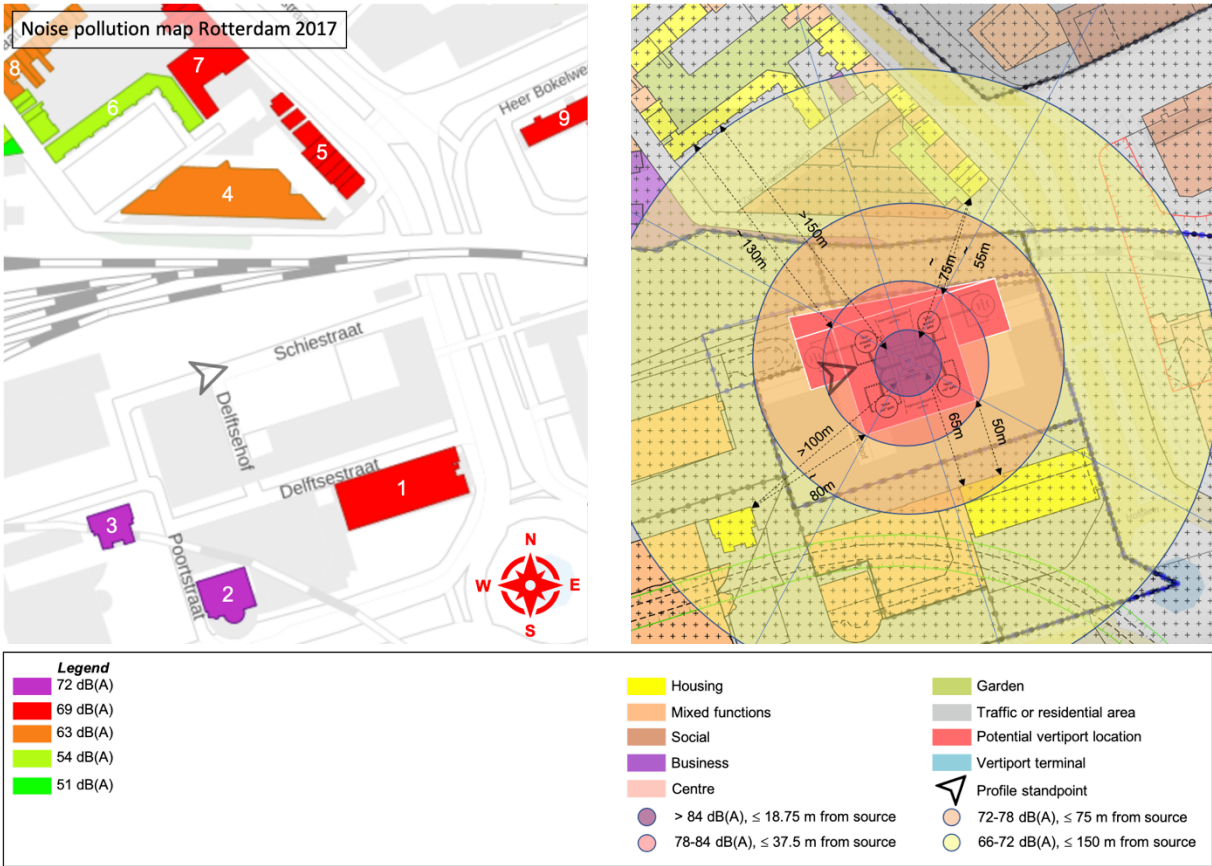 Noise pollution map Rotterdam 2017
8
7
6
5
9
4
Heer Bokelwe
Schiestraat
Delftsehof
Delftsestraat
1
3
Poortstraat
2
N
W
E
S
>150m
~ 130m
~ 75m
~ 55m
>100m
~ 80m
65m
50m
Legend
72 dB(A)
69 dB(A)
63 dB(A)
54 dB(A)
51 dB(A)
Housing
Mixed functions
Social
Business
Centre
> 84 dB(A), ≤ 18.75 m from source
78-84 dB(A), ≤ 37.5 m from source
Garden
Traffic or residential area
Potential vertiport location
Vertiport terminal
Profile standpoint
72-78 dB(A), ≤ 75 m from source
66-72 dB(A), ≤ 150 m from source